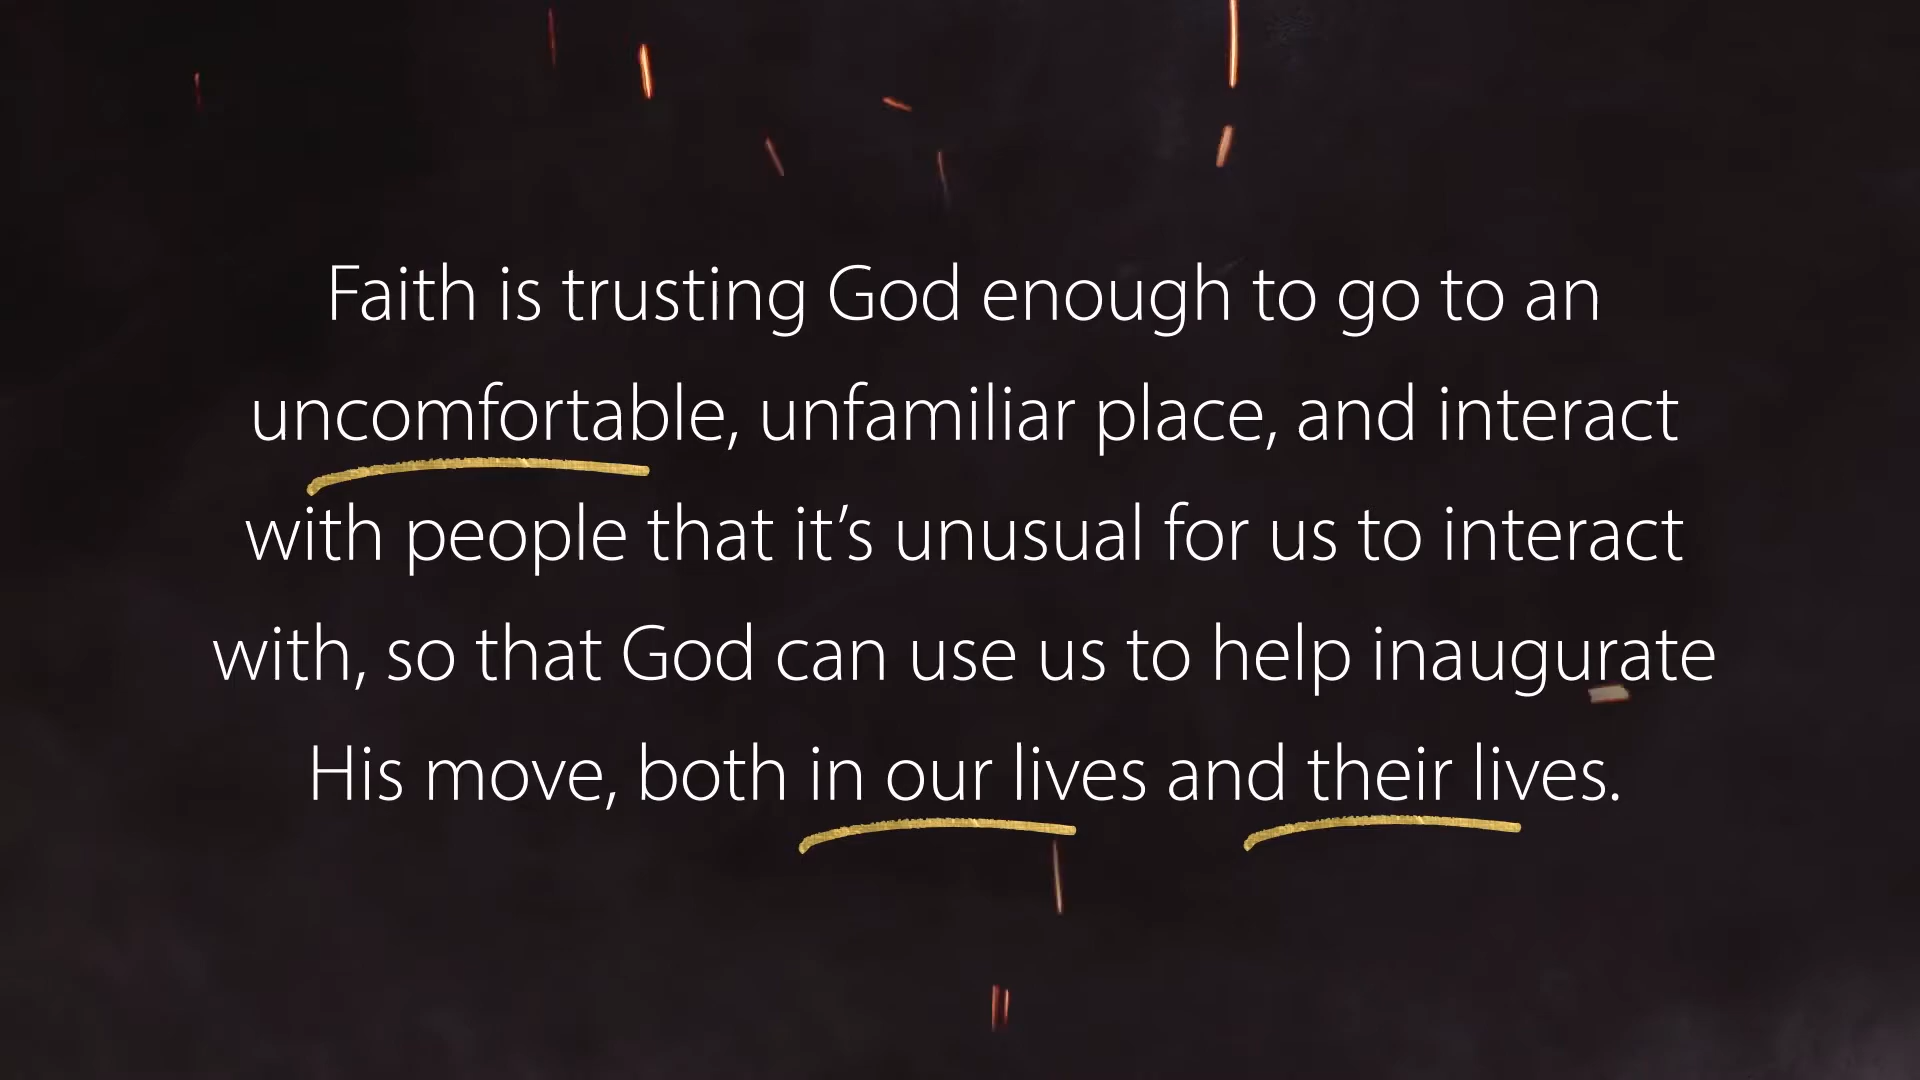 Faith is trusting God enough to go to an
uncomfortable, unfamiliar place, and interact
with people that it’s unusual for us to interact
with, so that God can use us to help inaugurate
His move, both in our lives and their lives.